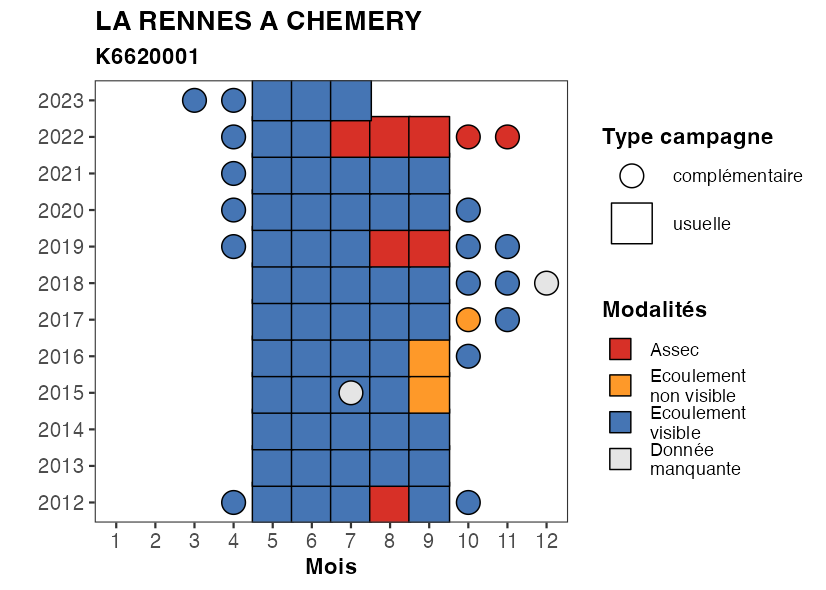 LA RENNES A CHEMERY
K6620001
2023
2022
2021
2020
2019
2018
2017
2016
2015
2014
2013
2012
1 2 3 4 5 6 7 8 9 10 11 12
Mois
Type campagne
complémentaire
usuelle
Modalités
Assec
Ecoulement
non visible
Ecoulement
visible
Donnée
manquante